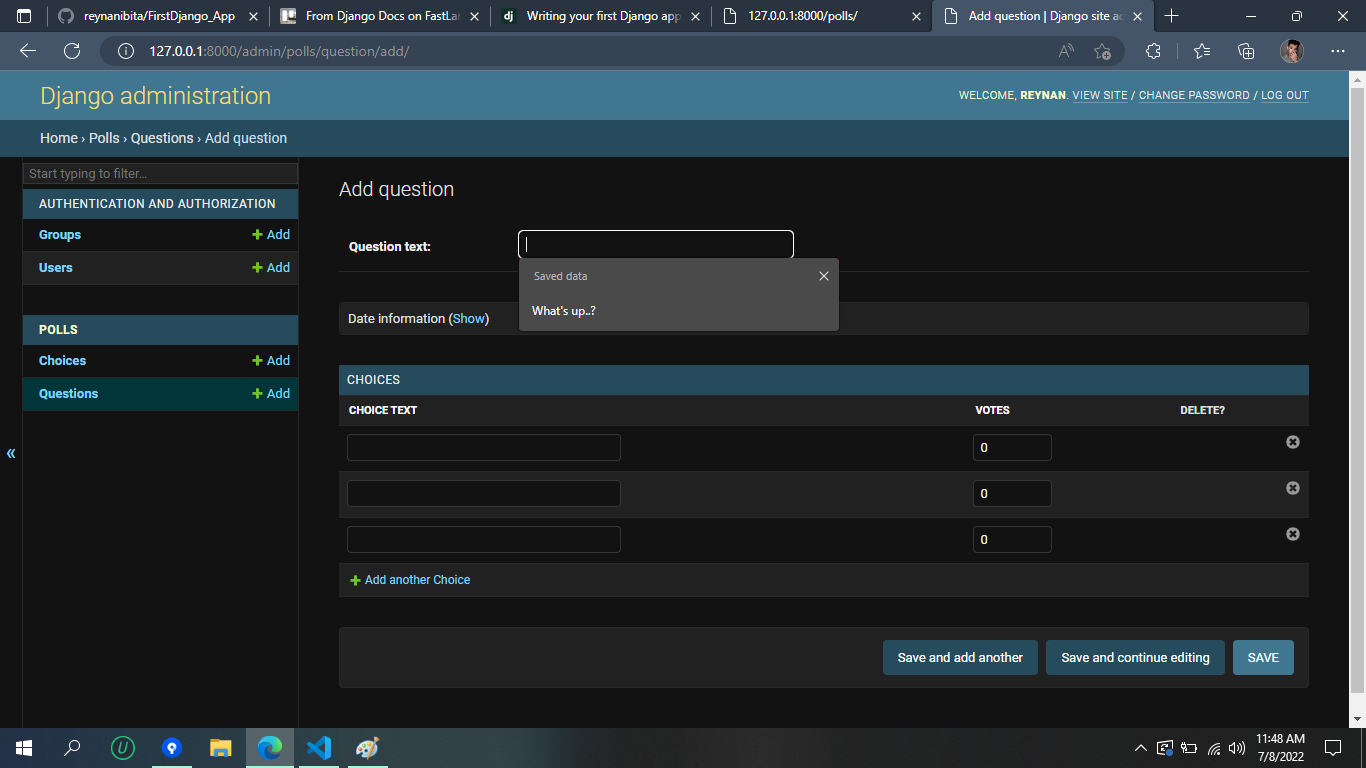 reynanibita/FirstDjango_App
From Django Docs on FastLa
Writing your first Django app
127.0.0.1:8000/polls/
Add question | Django site ad
127.0.0.1:8000/admin/polls/question/add/
Django administration
WELCOME, REYNAN. VIEW SITE / CHANGE PASSWORD / LOG OUT
Home › Polls › Questions › Add question
Start typing to filter...
AUTHENTICATION AND AUTHORIZATION
Groups + Add
Users + Add
POLLS
Choices + Add
Questions + Add
«
Add question
Question text:
Saved data
What's up..?
Date information (Show)
CHOICES
CHOICE TEXT VOTES DELETE?
0
0
0
+ Add another Choice
Save and add another
Save and continue editing
SAVE
11:48 AM
7/8/2022